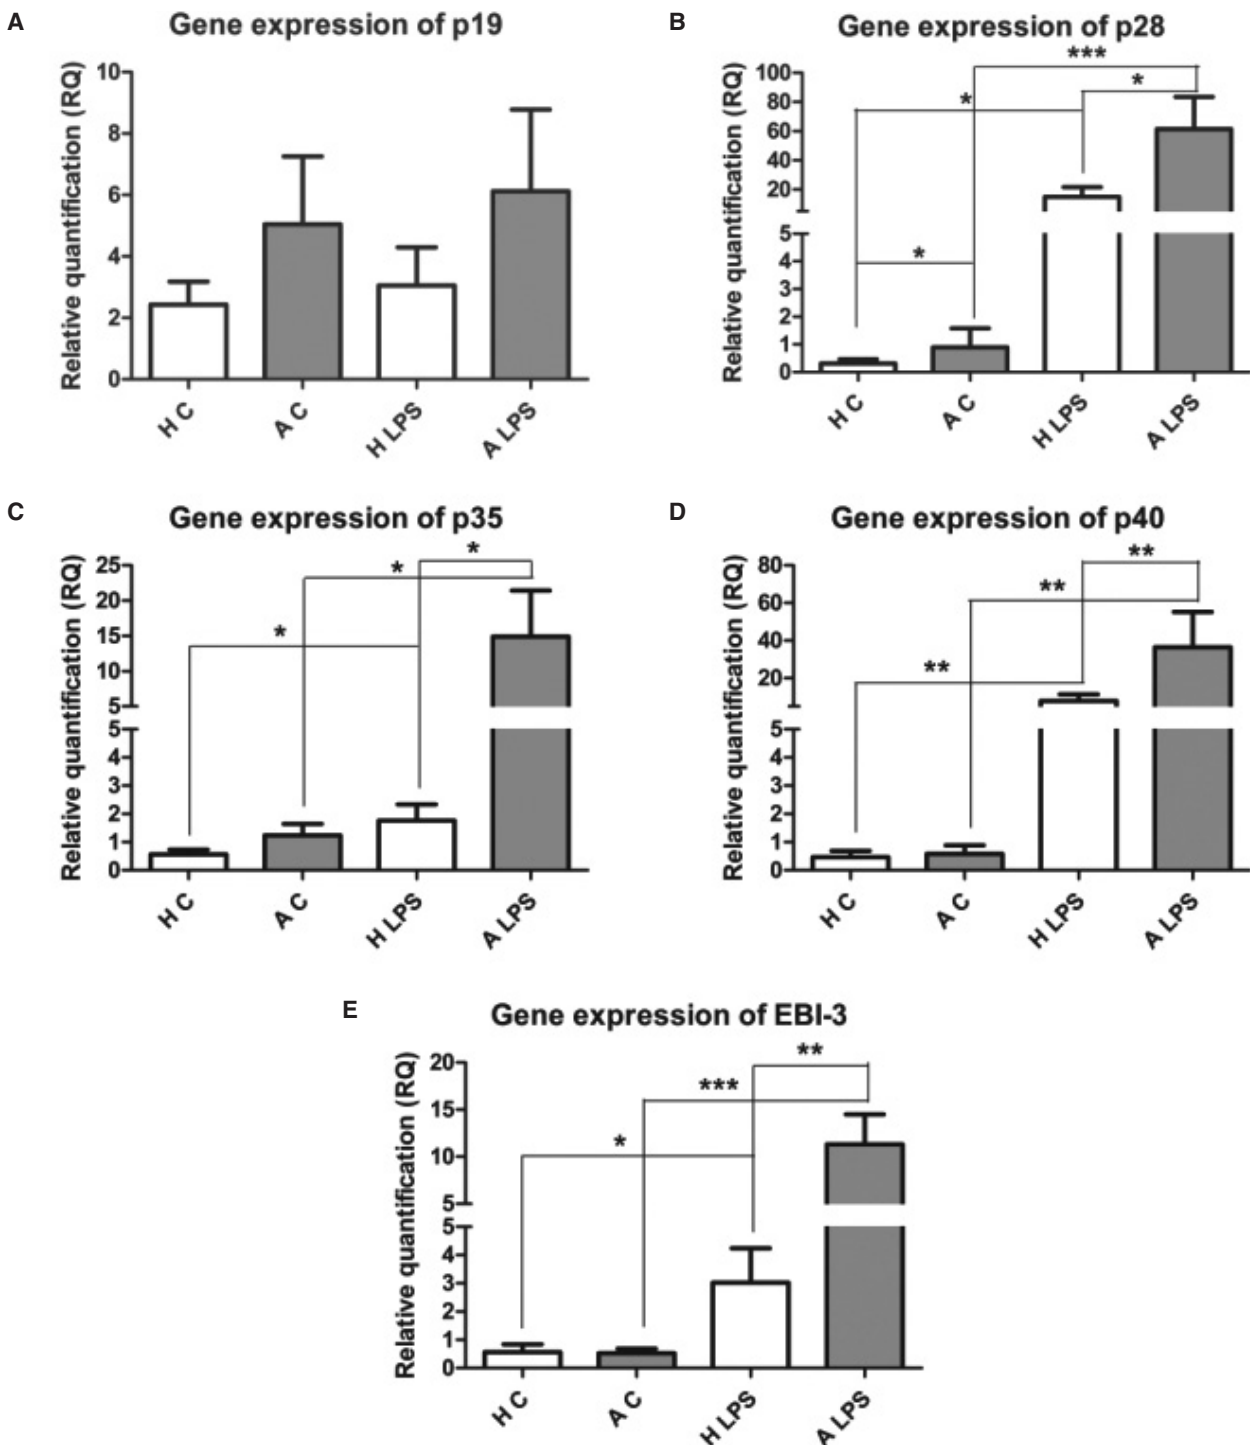 A
Gene expression of p19
Relative quantification (RQ)
10
8
6
4
2
0
H C
A C
H LPS
A LPS
B
Gene expression of p28
Relative quantification (RQ)
100
80
60
40
20
5
4
3
2
1
0
***
*
*
*
H C
A C
H LPS
A LPS
C
Gene expression of p35
Relative quantification (RQ)
25
20
15
10
5
5
4
3
2
1
0
*
*
*
H C
A C
H LPS
A LPS
D
Gene expression of p40
Relative quantification (RQ)
80
60
40
20
5
4
3
2
1
0
**
**
**
H C
A C
H LPS
A LPS
E
Gene expression of EBI-3
Relative quantification (RQ)
20
15
10
5
5
4
3
2
1
0
**
***
*
H C
A C
H LPS
A LPS